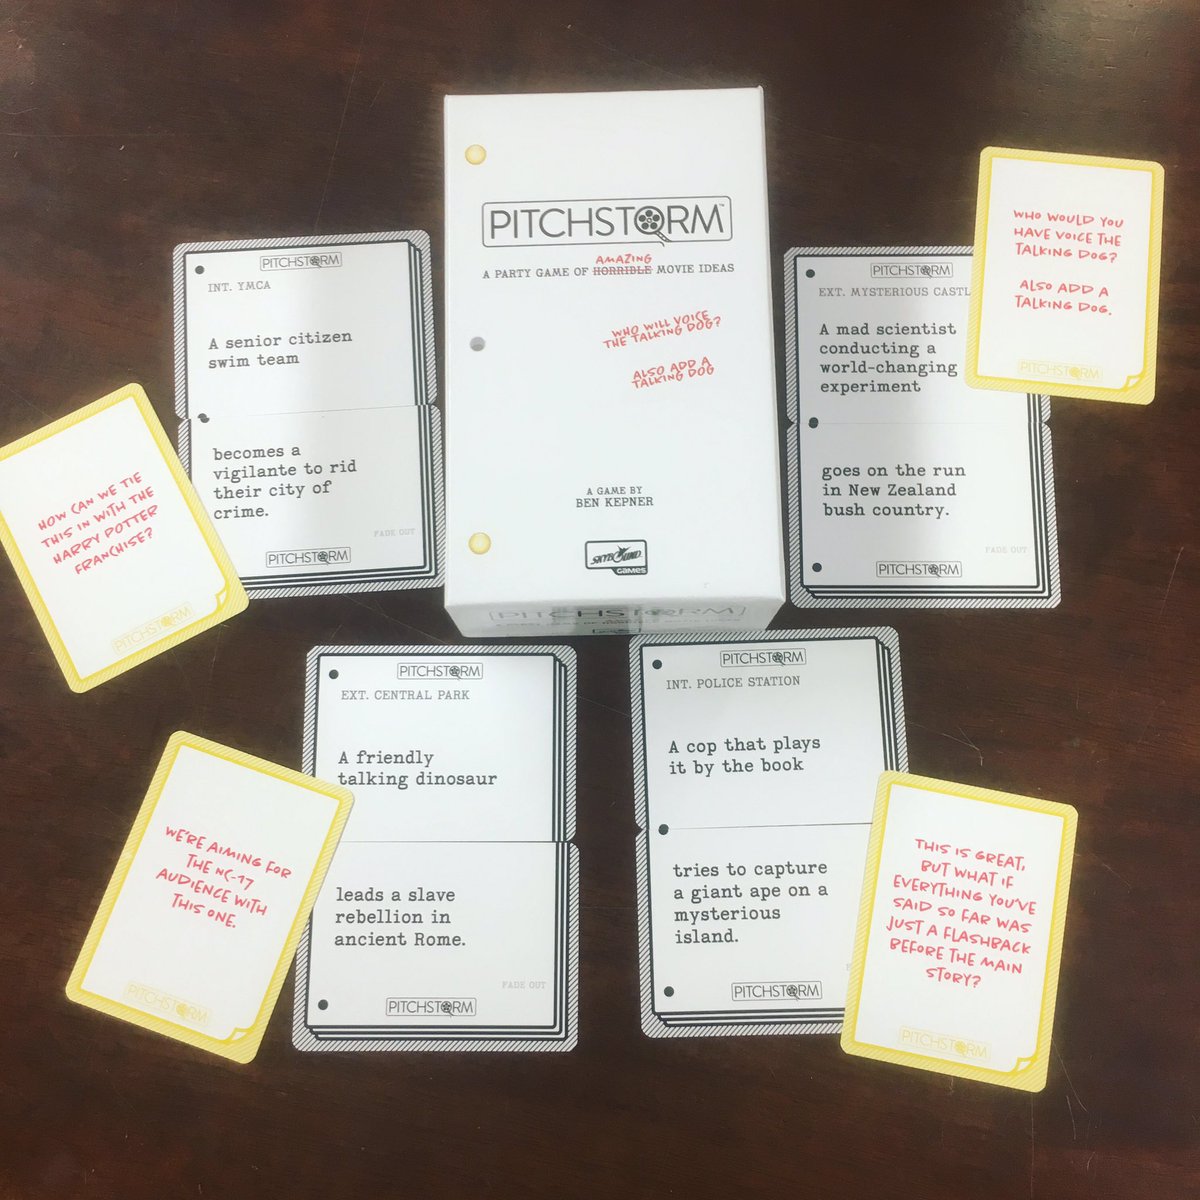 PITCHSTORM™
AMAZING
A PARTY GAME OF HORRIBLE MOVIE IDEAS
WHO WILL VOICE
THE TALKING DOG?
ALSO ADD A
TALKING DOG
A GAME BY
BEN KEPNER
SKYBOUND
GAMES
PITCHSTORM
PITCHSTORM
INT. YMCA
A senior citizen
swim team
becomes a
vigilante to rid
their city of
crime.
FADE OUT
PITCHSTORM
HOW CAN WE TIE
THIS IN WITH THE
HARRY POTTER
FRANCHISE?
PITCHSTORM
PITCHSTORM
EXT. MYSTERIOUS CASTL
A mad scientist
conducting a
world-changing
experiment
goes on the run
in New Zealand
bush country.
FADE OUT
PITCHSTORM
WHO WOULD YOU
HAVE VOICE THE
TALKING DOG?
ALSO ADD A
TALKING DOG.
PITCHSTORM
PITCHSTORM
EXT. CENTRAL PARK
A friendly
talking dinosaur
leads a slave
rebellion in
ancient Rome.
FADE OUT
PITCHSTORM
WE'RE AIMING FOR
THE NC-17
AUDIENCE WITH
THIS ONE.
PITCHSTORM
PITCHSTORM
INT. POLICE STATION
A cop that plays
it by the book
tries to capture
a giant ape on a
mysterious
island.
PITCHSTORM
THIS IS GREAT,
BUT WHAT IF
EVERYTHING YOU'VE
SAID SO FAR WAS
JUST A FLASHBACK
BEFORE THE MAIN
STORY?
PITCHSTORM